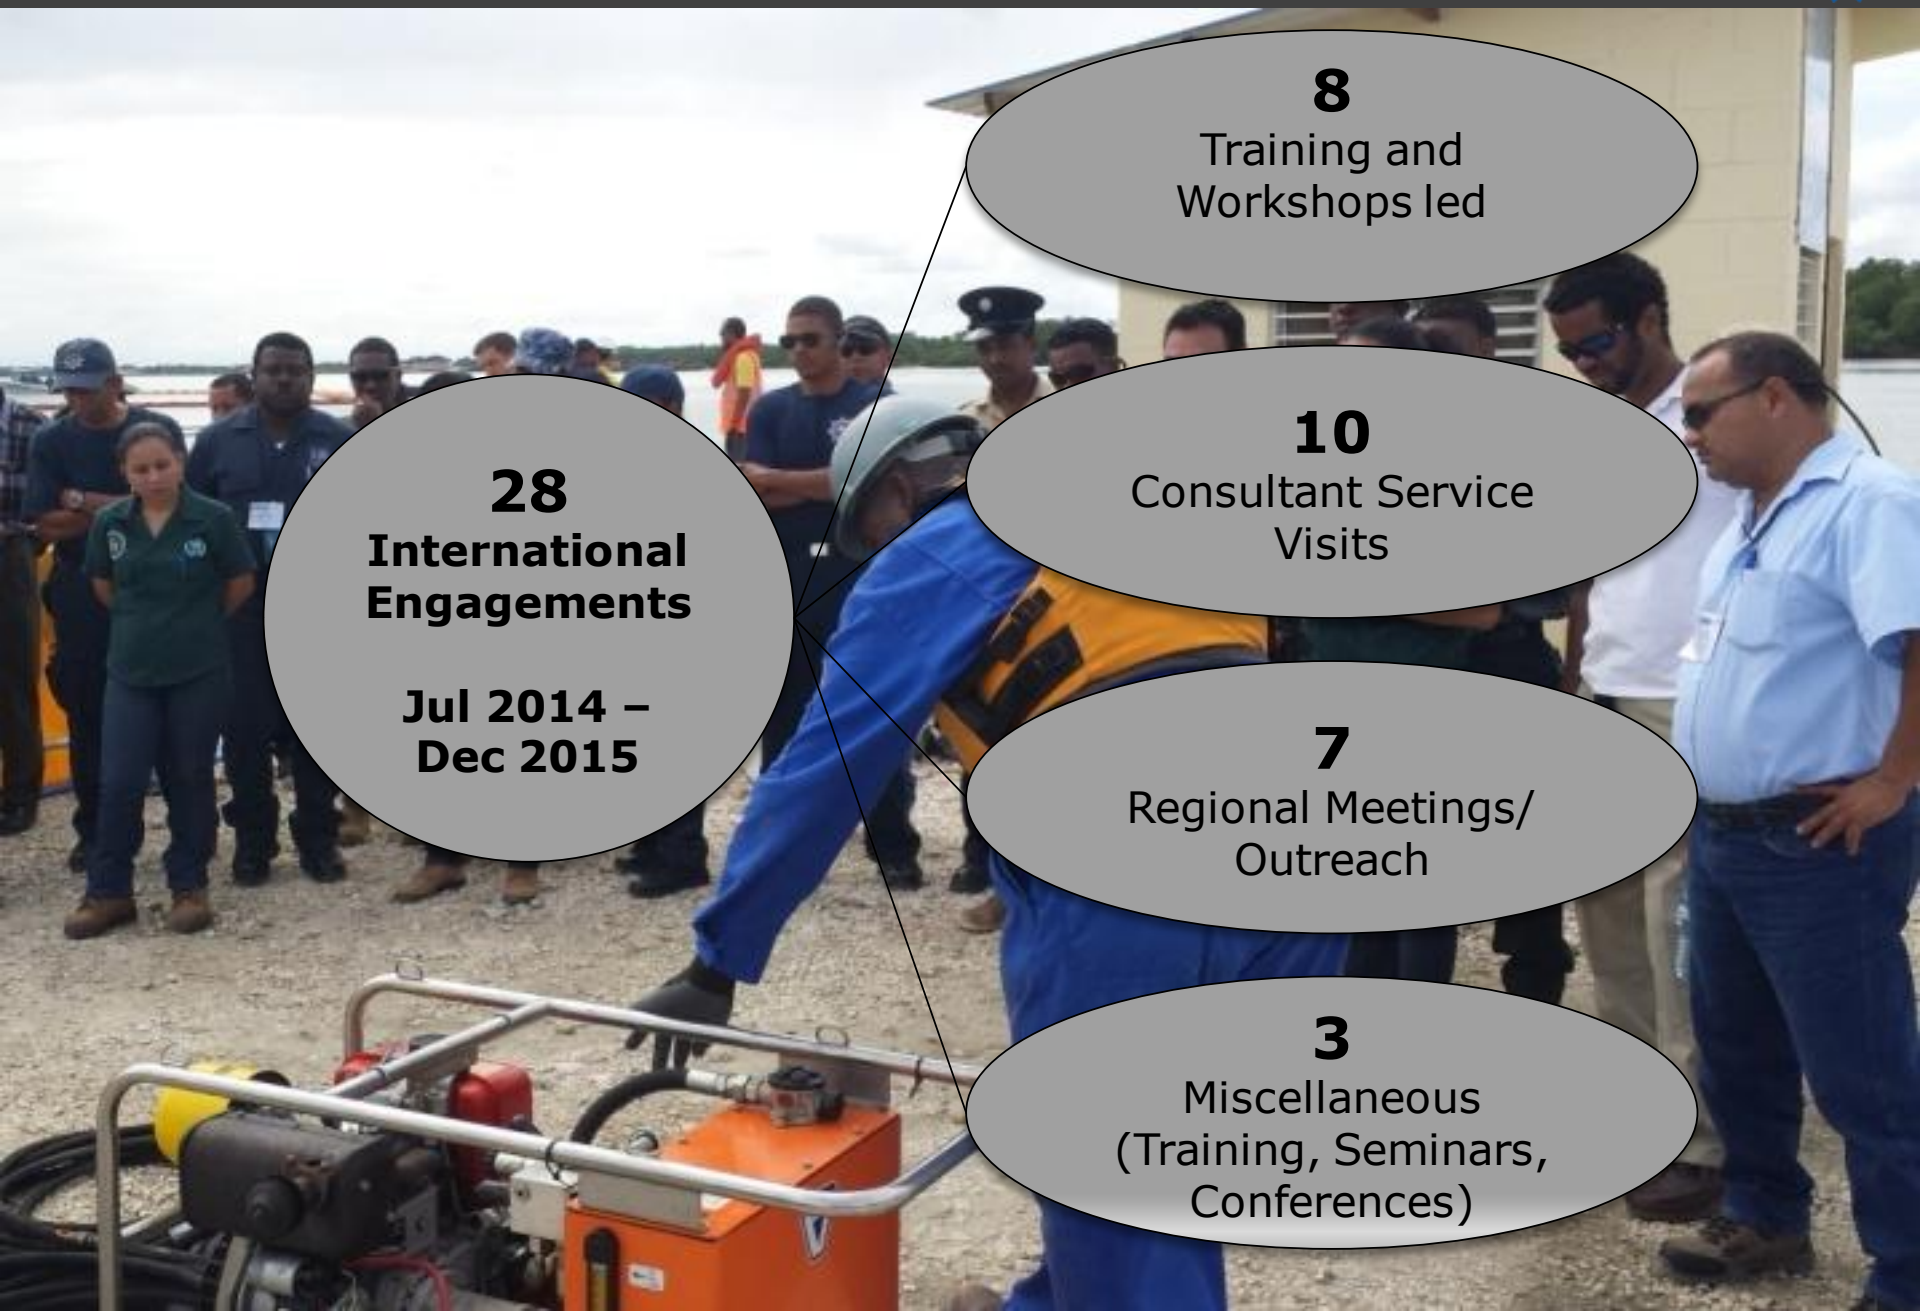 28
International
Engagements
Jul 2014 –
Dec 2015
8
Training and
Workshops led
10
Consultant Service
Visits
7
Regional Meetings/
Outreach
3
Miscellaneous
(Training, Seminars,
Conferences)